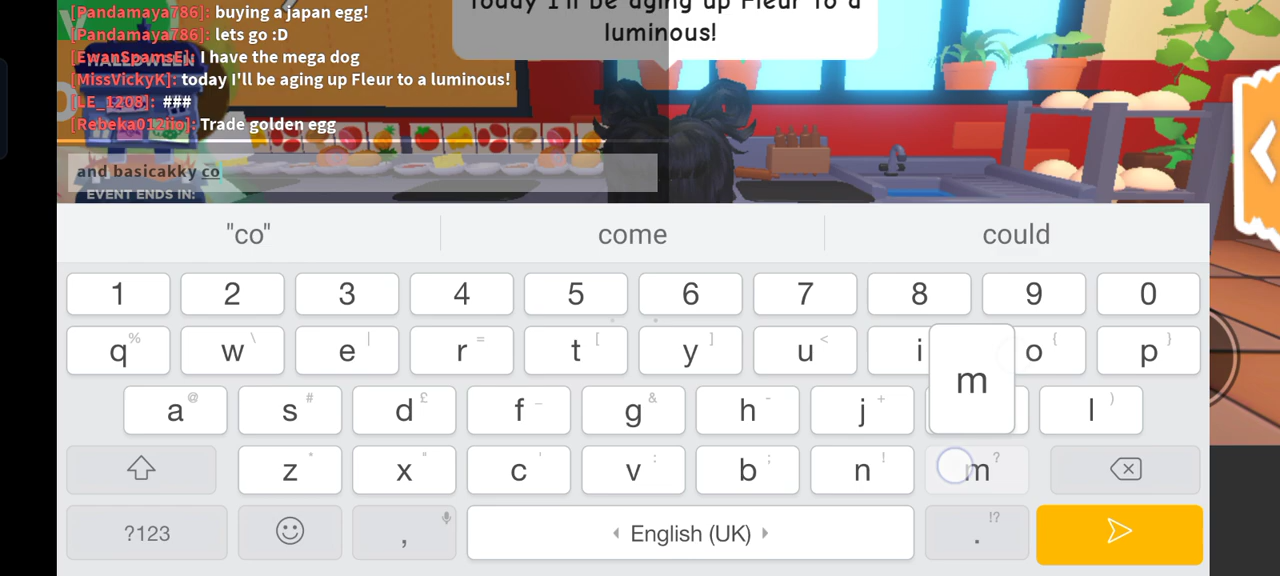 [Pandamaya786]: buying a japan egg!
[Pandamaya786]: lets go :D
[EwanSpamsE]: I have the mega dog
[MissVickyK]: today I'll be aging up Fleur to a luminous!
[LE_1208]: ###
[Rebeka012iio]: Trade golden egg
today I'll be aging up Fleur to a
luminous!
and basicakky co
EVENT ENDS IN:
"co" come could
1 2 3 4 5 6 7 8 9 0
q % w \ e | r = t [ y ] u < i m o { p }
a @ s # d £ f _ g & h - j + l )
z * x " c ' v : b ; n ! m ?
?123 , English (UK) . !?